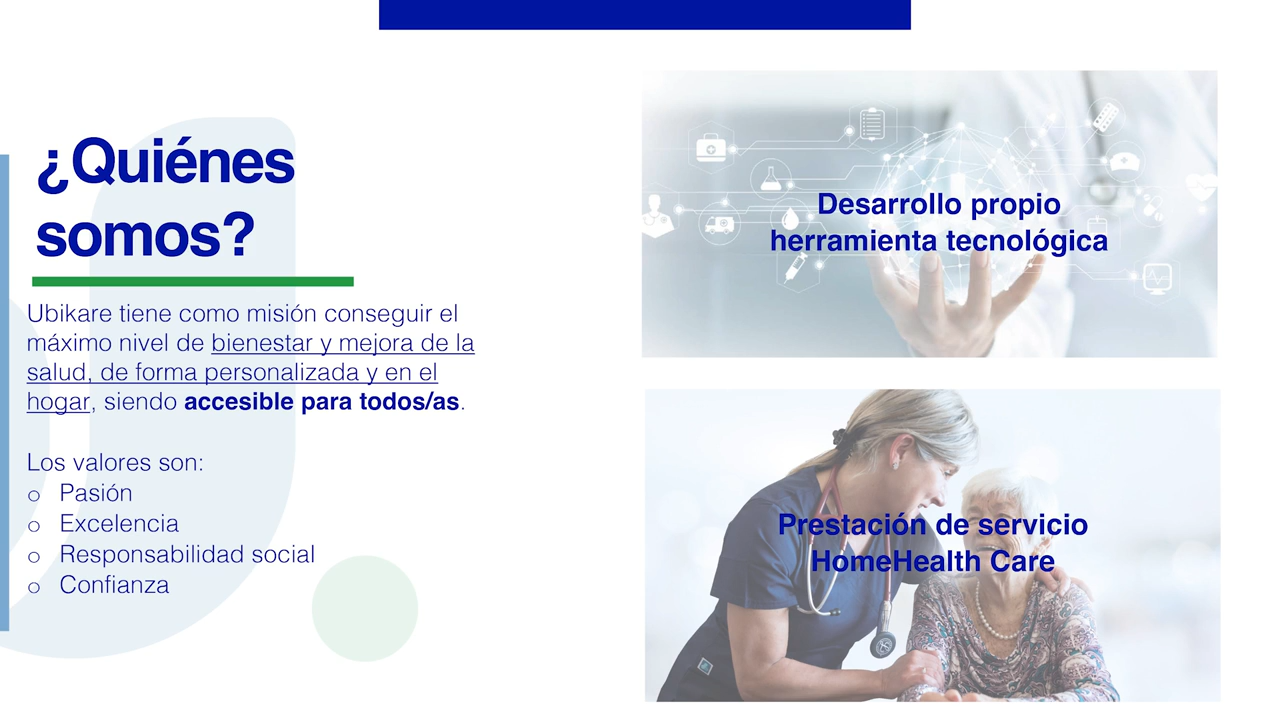 ¿Quiénes
somos?
Ubikare tiene como misión conseguir el
máximo nivel de bienestar y mejora de la
salud, de forma personalizada y en el
hogar, siendo accesible para todos/as.
Los valores son:
o Pasión
o Excelencia
o Responsabilidad social
o Confianza
Desarrollo propio
herramienta tecnológica
Prestación de servicio
HomeHealth Care